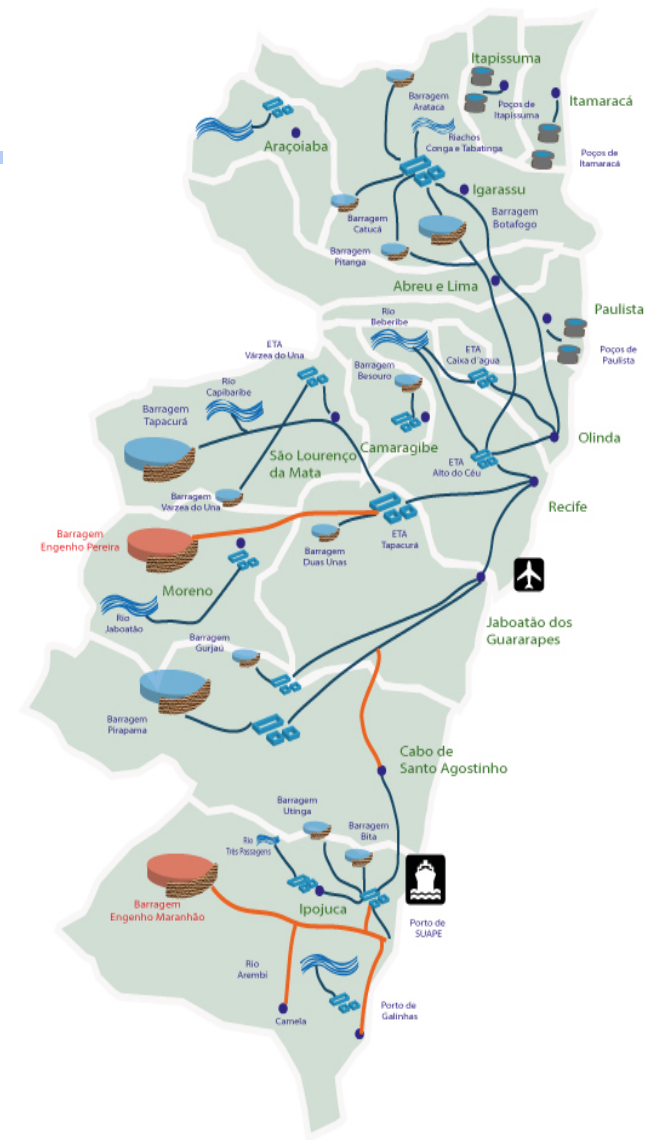 Itapissuma
Barragem
Arataca
Poços de
Itapissuma
Itamaracá
Riachos
Conga e Tabatinga
Araçoiaba
Poços de
Itamaracá
Igarassu
Barragem
Botafogo
Barragem
Catucá
Barragem
Pitanga
Abreu e Lima
Rio
Beberibe
Paulista
ETA
Várzea do Una
ETA
Caixa d'agua
Poços de
Paulista
Barragem
Besouro
Rio
Capibaribe
Barragem
Tapacurá
Camaragibe
Olinda
São Lourenço
da Mata
ETA
Alto do Céu
Barragem
Varzea do Una
Recife
Barragem
Engenho Pereira
ETA
Tapacurá
Barragem
Duas Unas
Moreno
Rio
Jaboatão
Jaboatão dos
Guararapes
Barragem
Gurjaú
Barragem
Pirapama
Cabo de
Santo Agostinho
Barragem
Utinga
Barragem
Bita
Rio
Três Passagens
Barragem
Engenho Maranhão
Ipojuca
Porto de
SUAPE
Rio
Arembi
Porto de
Galinhas
Camela